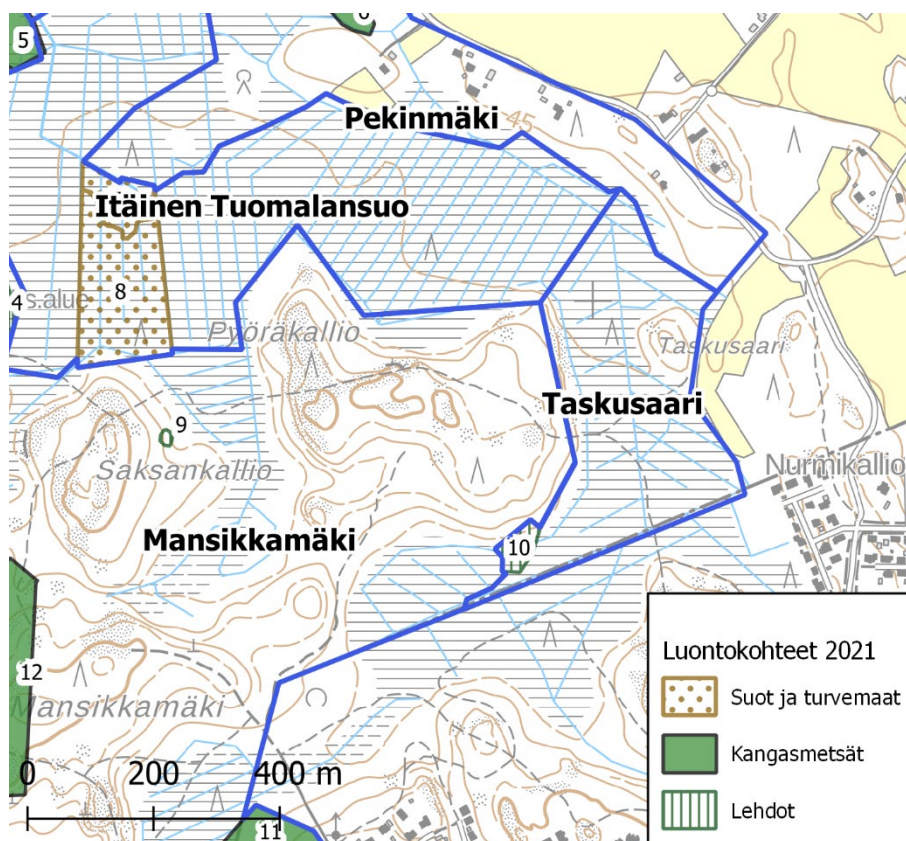 6
5
Pekinmäki
45
Itäinen Tuomalansuo
8
4
s.alue
Pyöräkallio
Taskusaari
Taskusaari
9
Saksankallio
Nurmikallio
Mansikkamäki
10
12
Mansikkamäki
0 200 400 m
11
Luontokohteet 2021
Suot ja turvemaat
Kangasmetsät
Lehdot